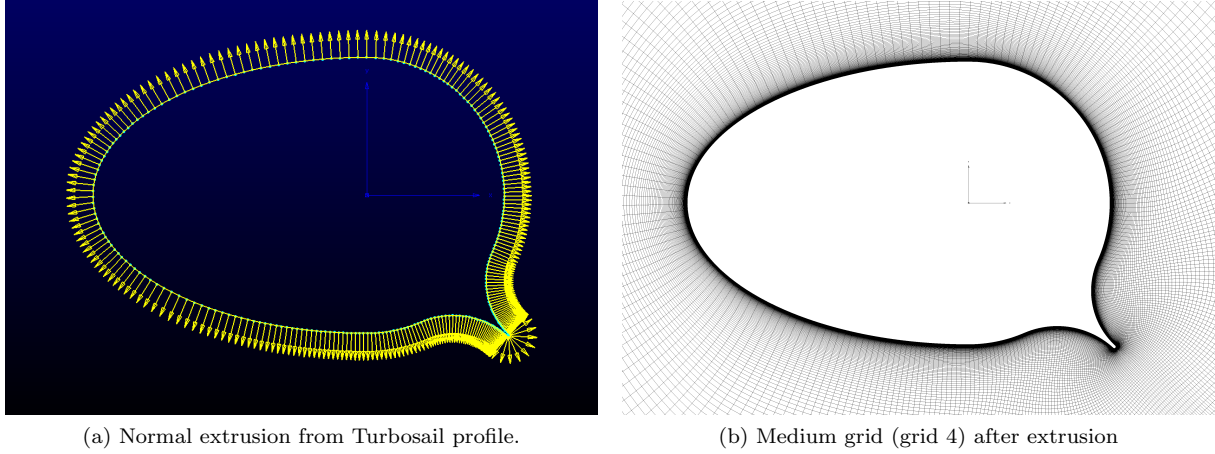 (a) Normal extrusion from Turbosail profile.
(b) Medium grid (grid 4) after extrusion